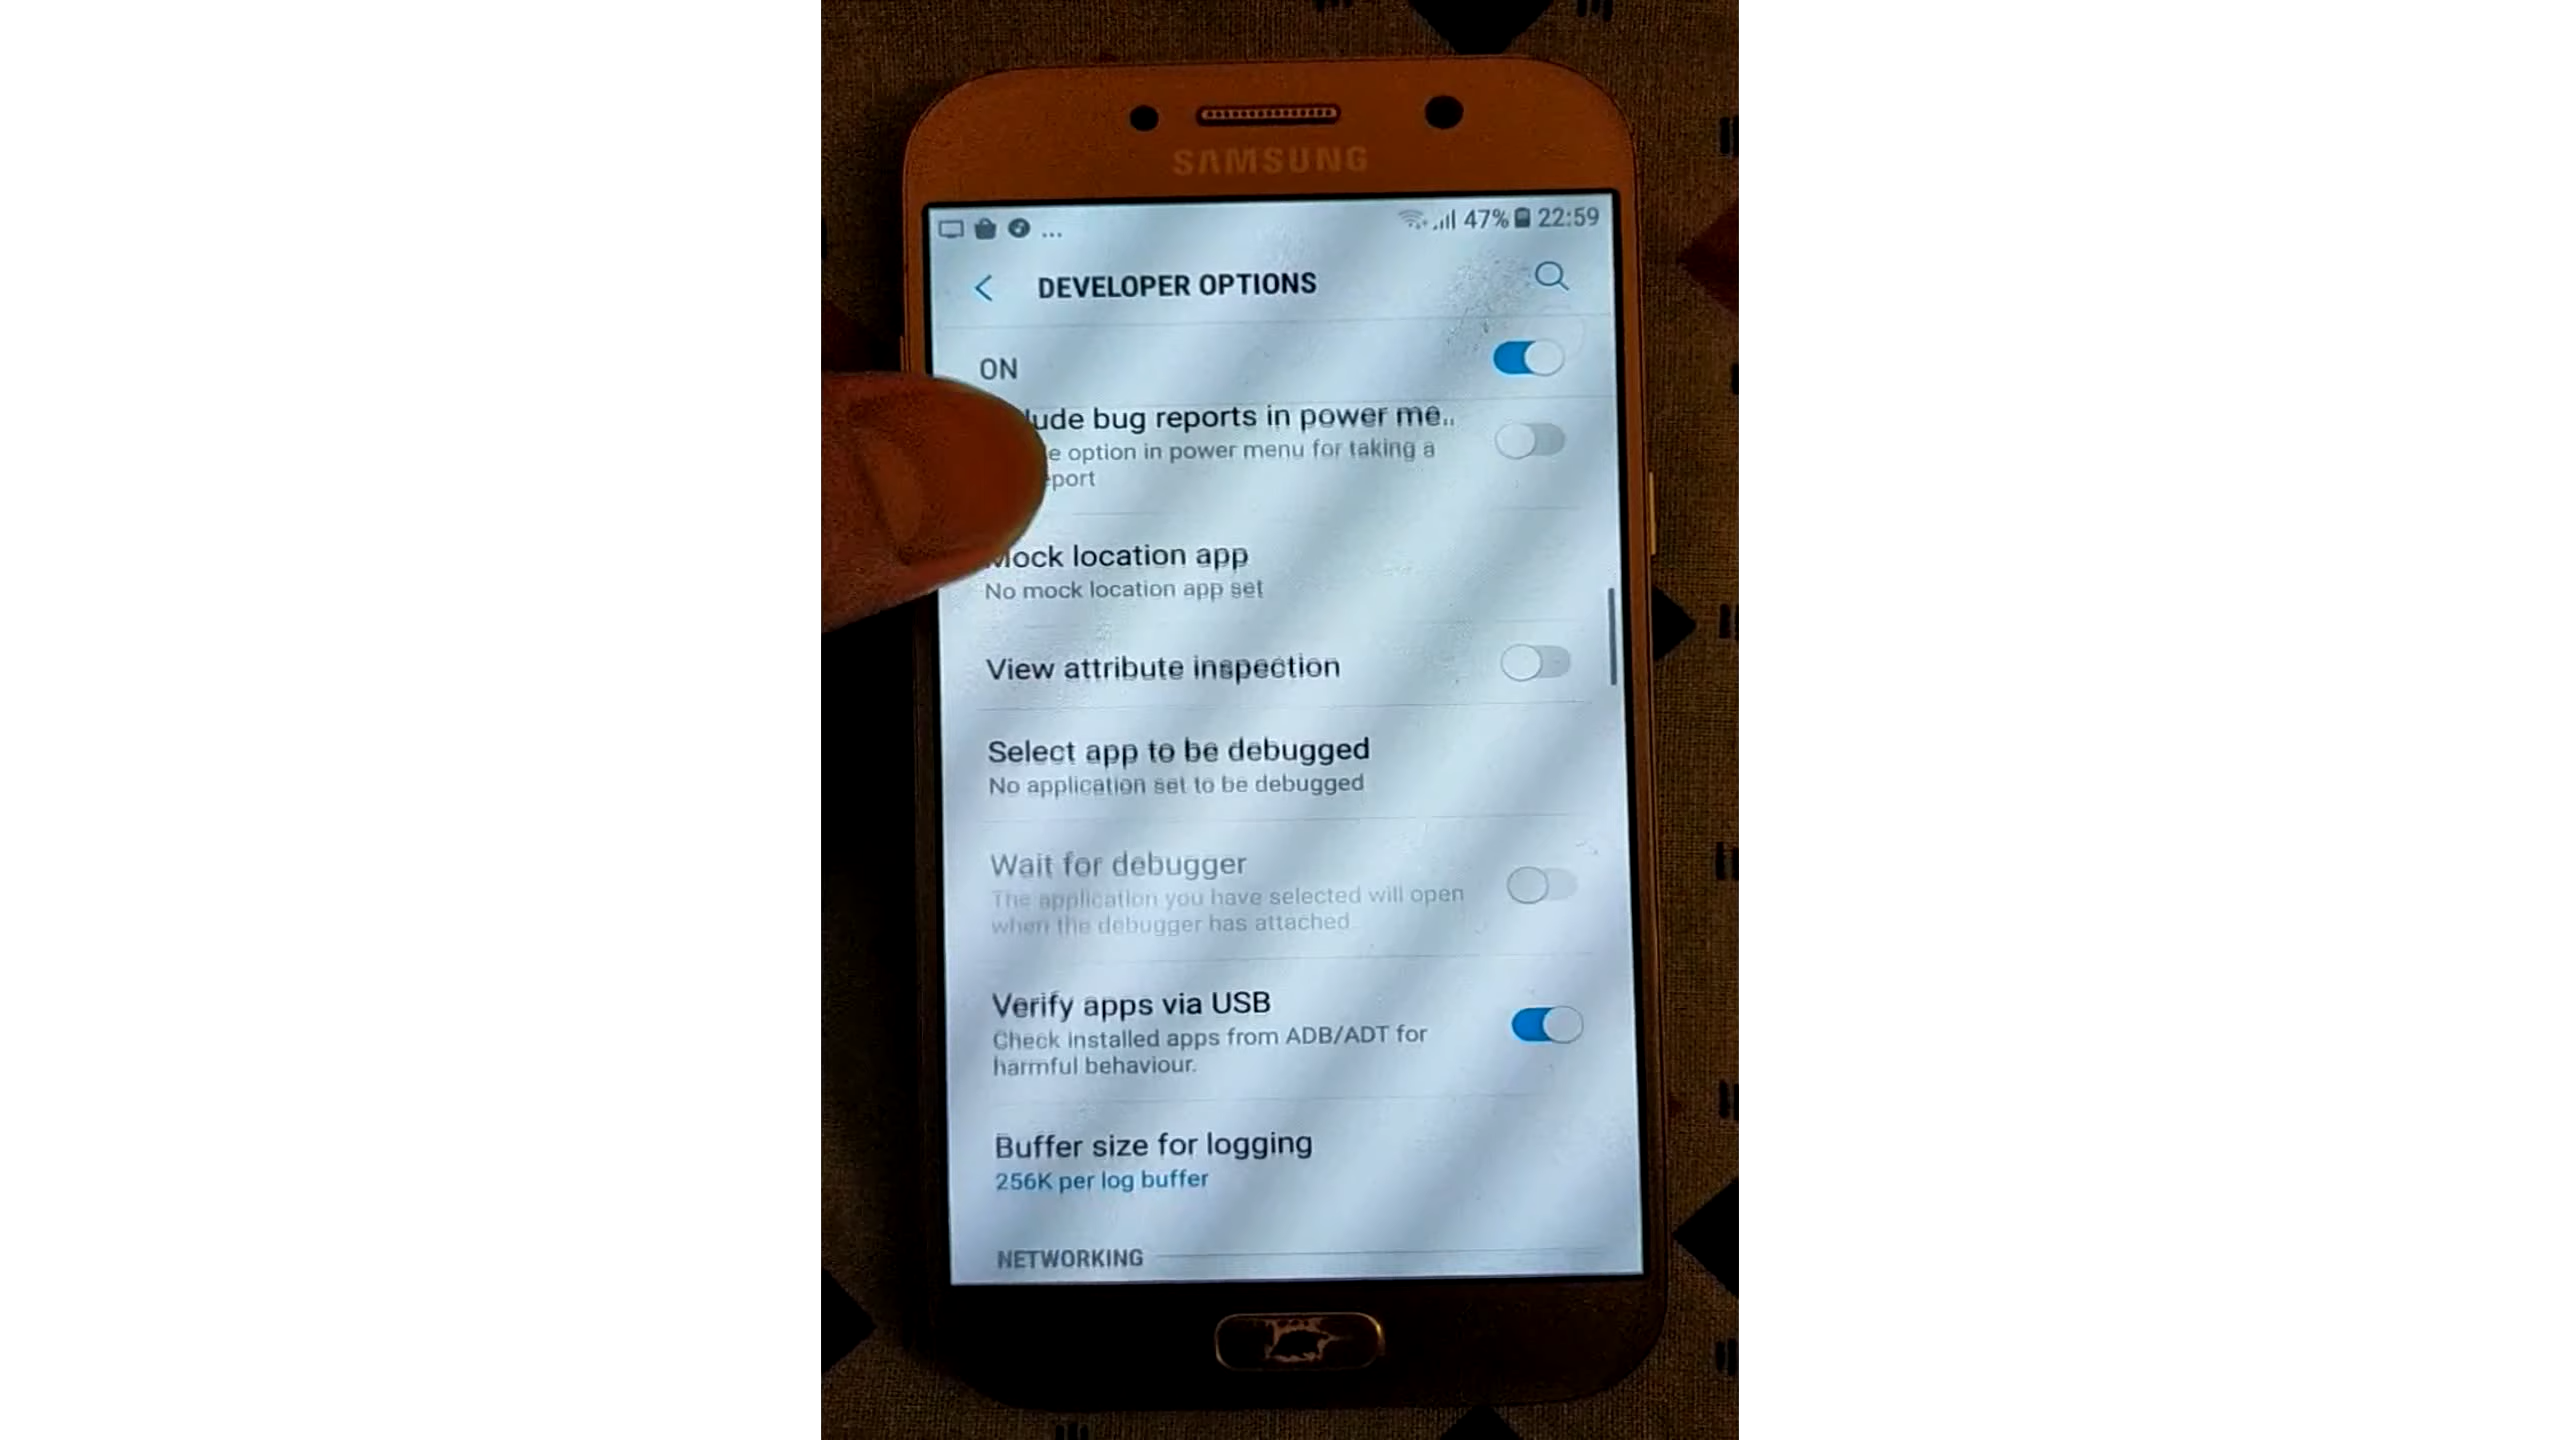 SAMSUNG
... 47% 22:59
DEVELOPER OPTIONS
ON
lude bug reports in power me..
e option in power menu for taking a
port
Mock location app
No mock location app set
View attribute inspection
Select app to be debugged
No application set to be debugged
Wait for debugger
The application you have selected will open
when the debugger has attached
Verify apps via USB
Check installed apps from ADB/ADT for
harmful behaviour.
Buffer size for logging
256K per log buffer
NETWORKING